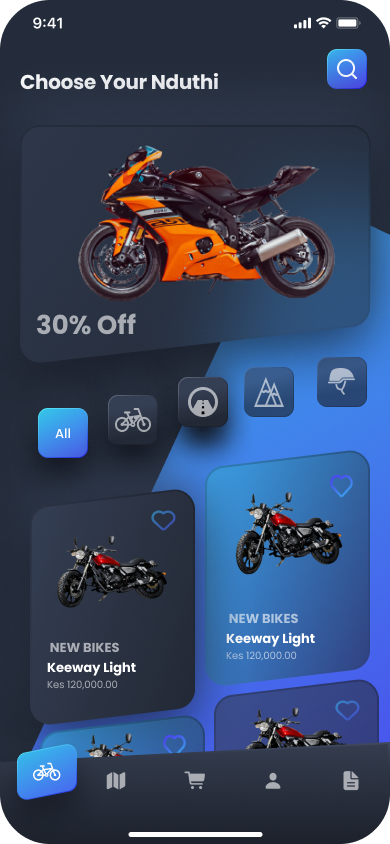 9:41
Choose Your Nduthi
30% Off
All
NEW BIKES
Keeway Light
Kes 120,000.00
NEW BIKES
Keeway Light
Kes 120,000.00